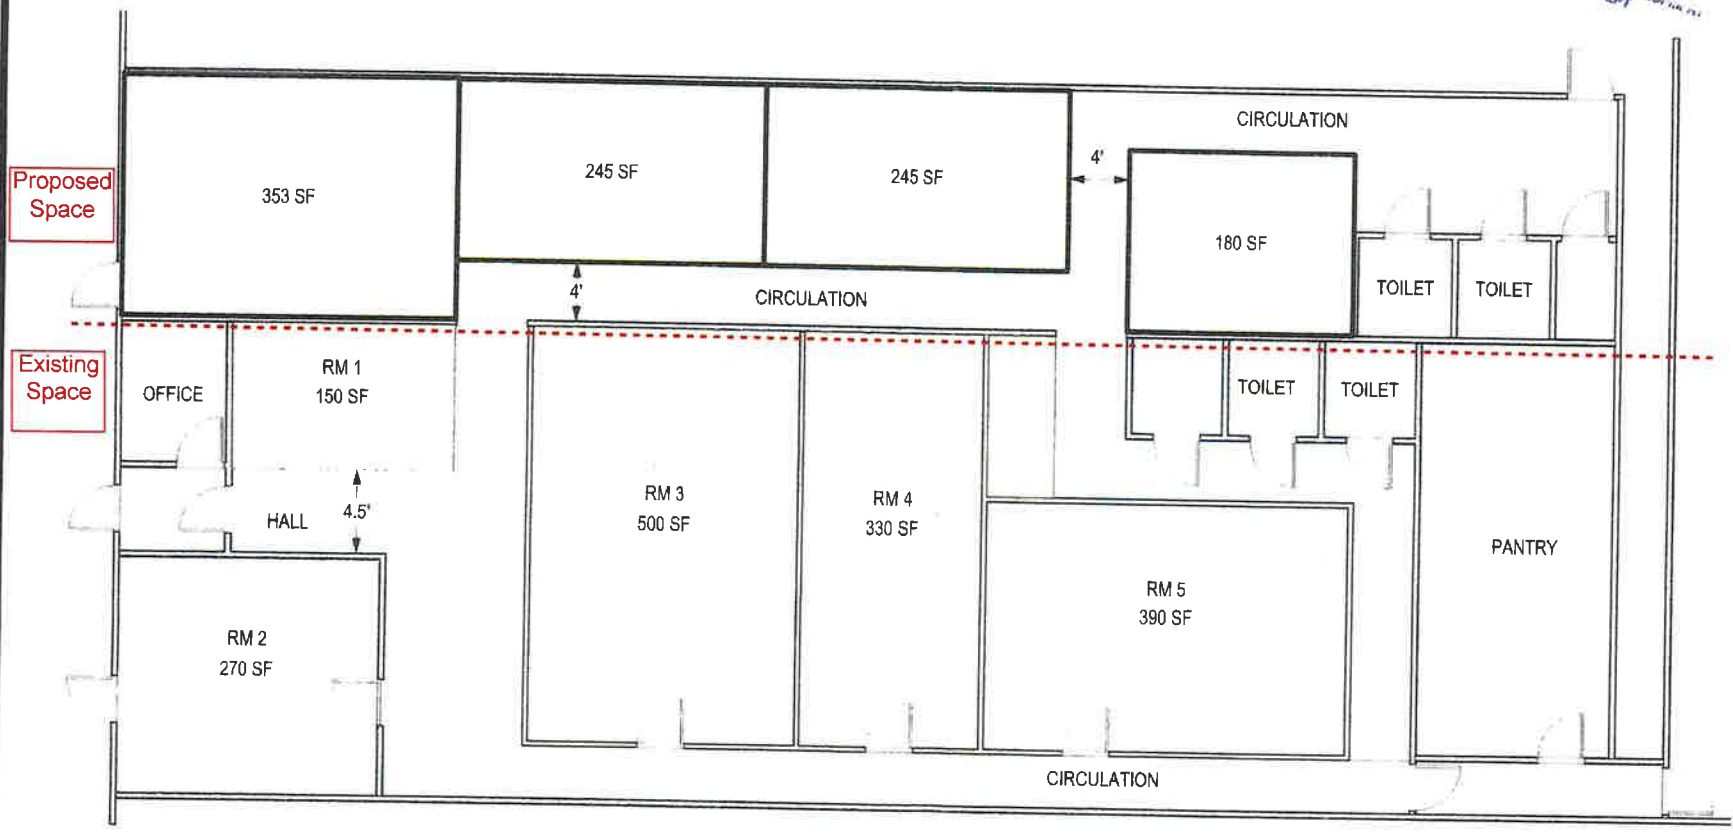 CIRCULATION
4'
Proposed
Space
353 SF
245 SF
245 SF
180 SF
TOILET
TOILET
4'
CIRCULATION
Existing
Space
OFFICE
RM 1
150 SF
TOILET
TOILET
HALL
4.5'
RM 3
500 SF
RM 4
330 SF
PANTRY
RM 5
390 SF
RM 2
270 SF
CIRCULATION